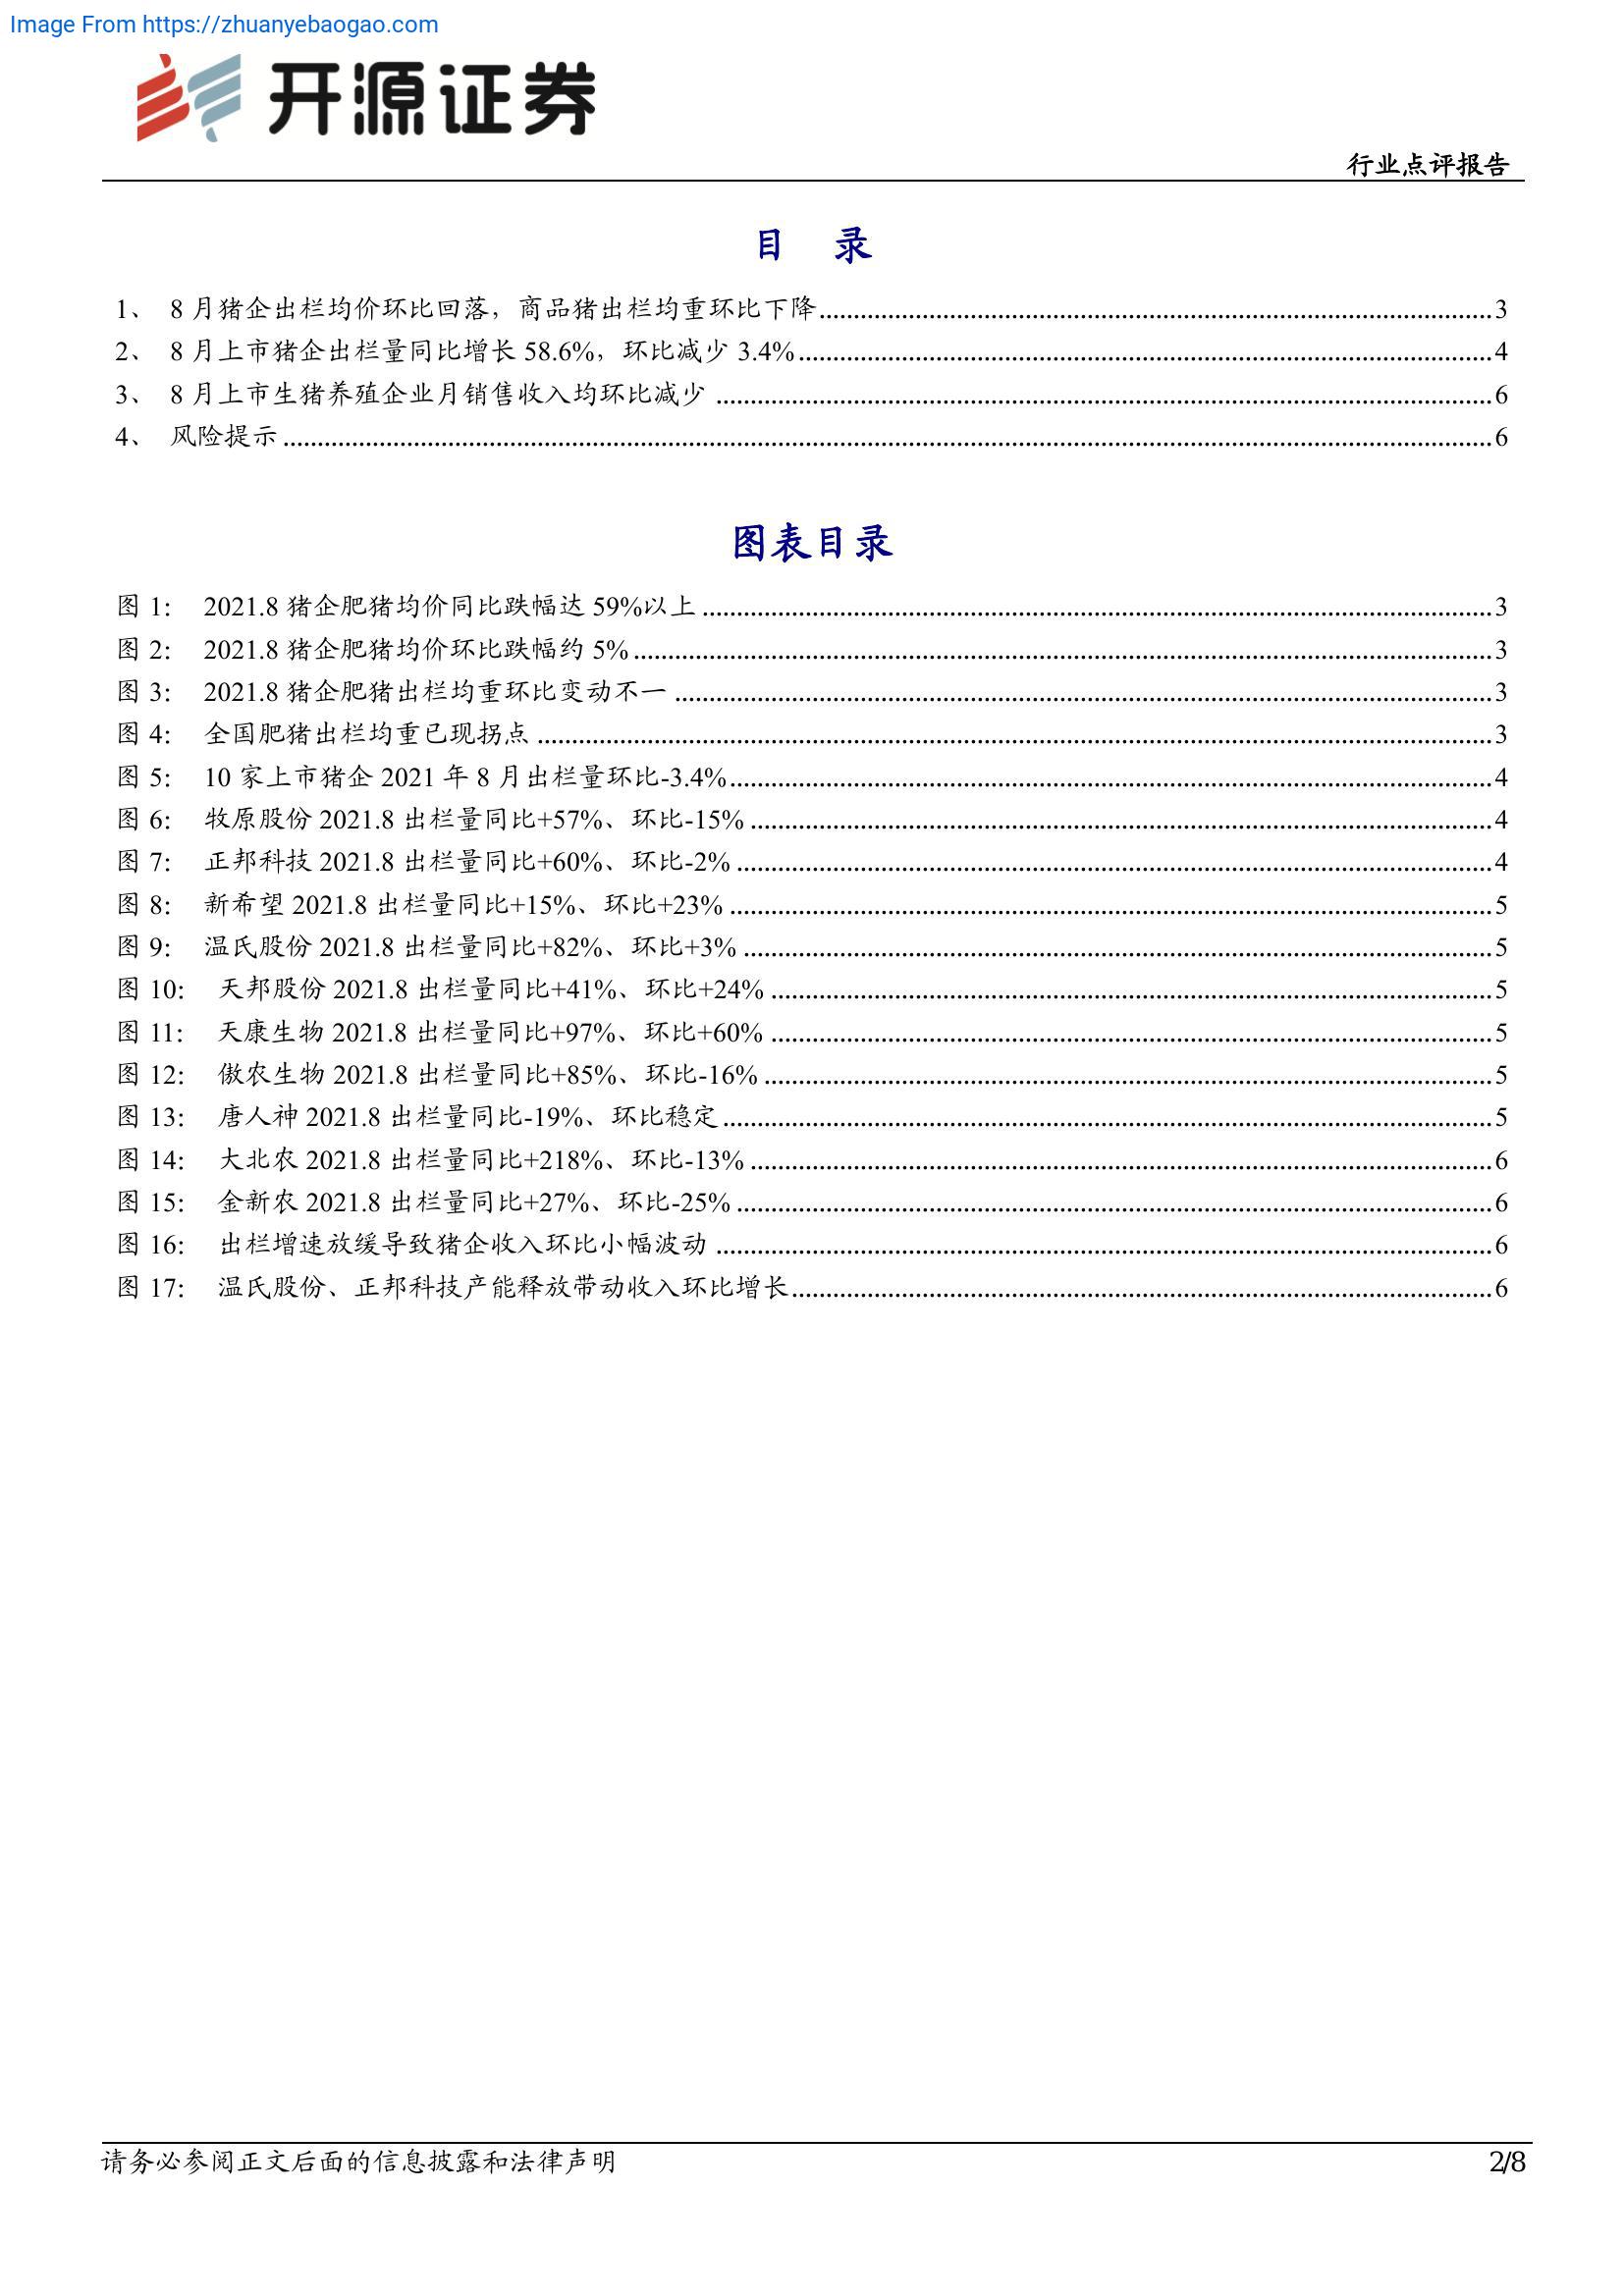 Image From https://zhuanyebaogao.com
开源证券
行业点评报告
目 录
1、 8 月猪企出栏均价环比回落，商品猪出栏均重环比下降 3
2、 8 月上市猪企出栏量同比增长 58.6%，环比减少 3.4% 4
3、 8 月上市生猪养殖企业月销售收入均环比减少 6
4、 风险提示 6
图表目录
图 1： 2021.8 猪企肥猪均价同比跌幅达 59%以上 3
图 2： 2021.8 猪企肥猪均价环比跌幅约 5% 3
图 3： 2021.8 猪企肥猪出栏均重环比变动不一 3
图 4： 全国肥猪出栏均重已现拐点 3
图 5： 10 家上市猪企 2021 年 8 月出栏量环比-3.4% 4
图 6： 牧原股份 2021.8 出栏量同比+57%、环比-15% 4
图 7： 正邦科技 2021.8 出栏量同比+60%、环比-2% 4
图 8： 新希望 2021.8 出栏量同比+15%、环比+23% 5
图 9： 温氏股份 2021.8 出栏量同比+82%、环比+3% 5
图 10： 天邦股份 2021.8 出栏量同比+41%、环比+24% 5
图 11： 天康生物 2021.8 出栏量同比+97%、环比+60% 5
图 12： 傲农生物 2021.8 出栏量同比+85%、环比-16% 5
图 13： 唐人神 2021.8 出栏量同比-19%、环比稳定 5
图 14： 大北农 2021.8 出栏量同比+218%、环比-13% 6
图 15： 金新农 2021.8 出栏量同比+27%、环比-25% 6
图 16： 出栏增速放缓导致猪企收入环比小幅波动 6
图 17： 温氏股份、正邦科技产能释放带动收入环比增长 6
请务必参阅正文后面的信息披露和法律声明 2/8